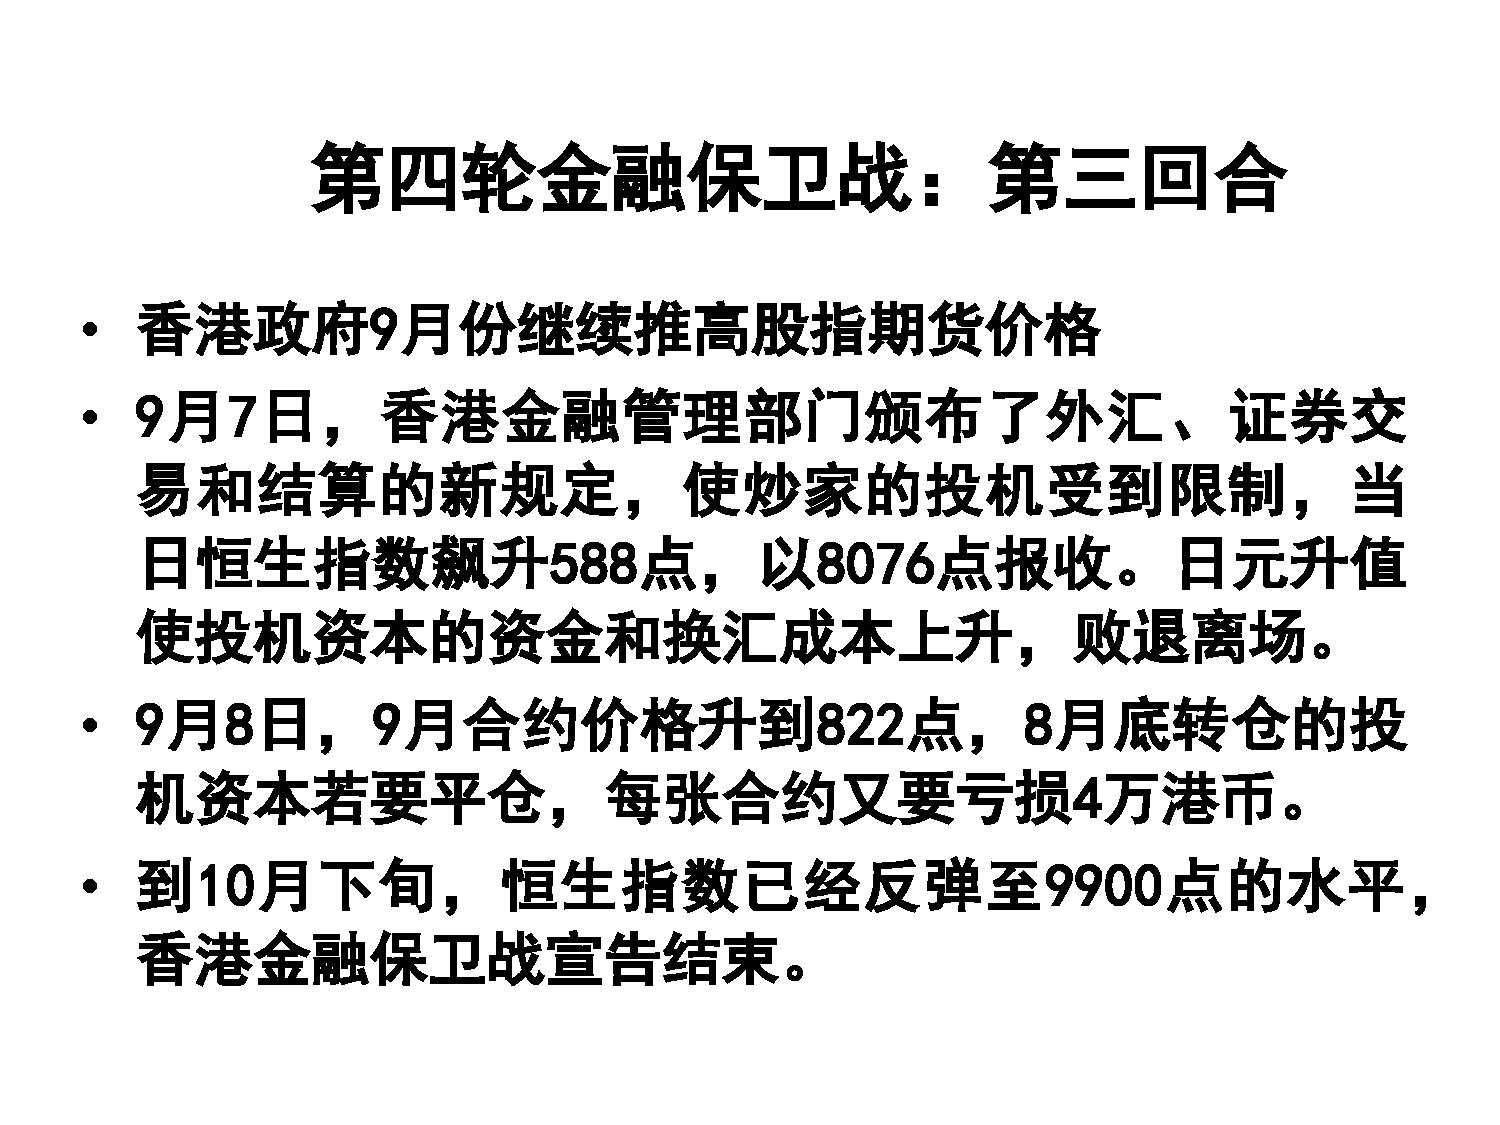 第四轮金融保卫战：第三回合
• 香港政府9月份继续推高股指期货价格
• 9月7日，香港金融管理部门颁布了外汇、证券交
易和结算的新规定，使炒家的投机受到限制，当
日恒生指数飙升588点，以8076点报收。日元升值
使投机资本的资金和换汇成本上升，败退离场。
• 9月8日，9月合约价格升到822点，8月底转仓的投
机资本若要平仓，每张合约又要亏损4万港币。
• 到10月下旬，恒生指数已经反弹至9900点的水平，
香港金融保卫战宣告结束。